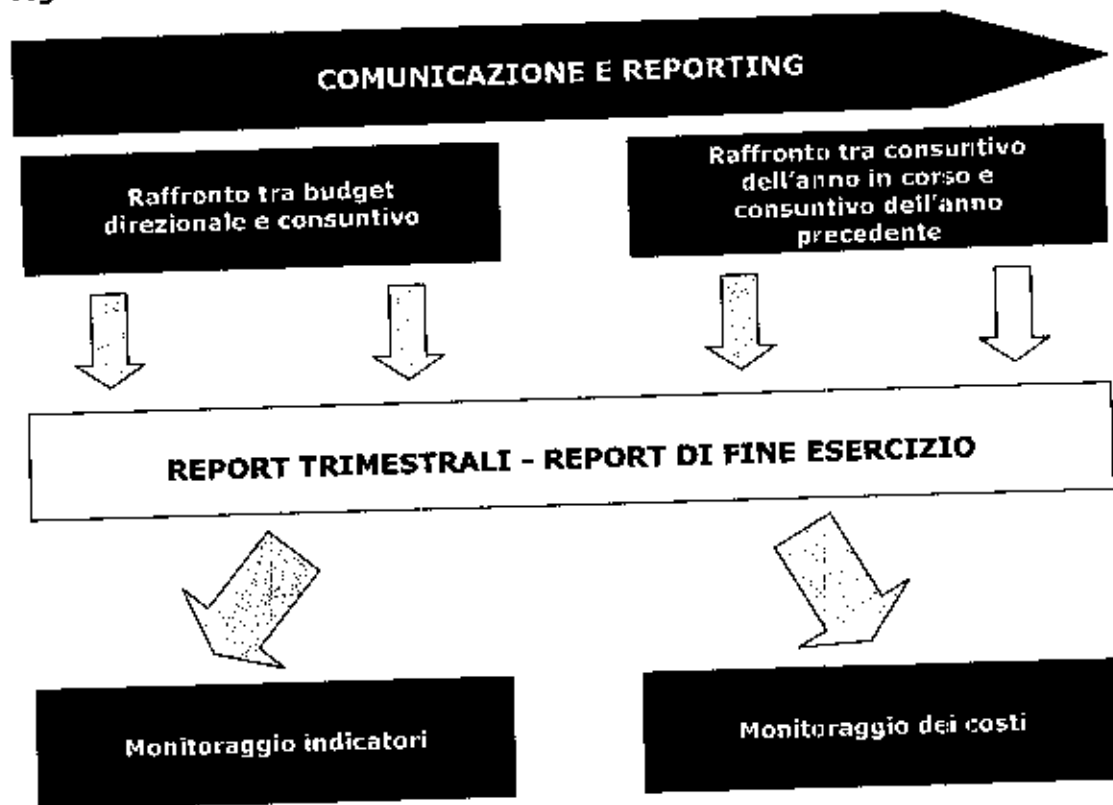 COMUNICAZIONE E REPORTING
Raffronto tra budget
direzionale e consuntivo
Raffronto tra consuntivo
dell'anno in corso e
consuntivo dell'anno
precedente
REPORT TRIMESTRALI - REPORT DI FINE ESERCIZIO
Monitoraggio indicatori
Monitoraggio dei costi